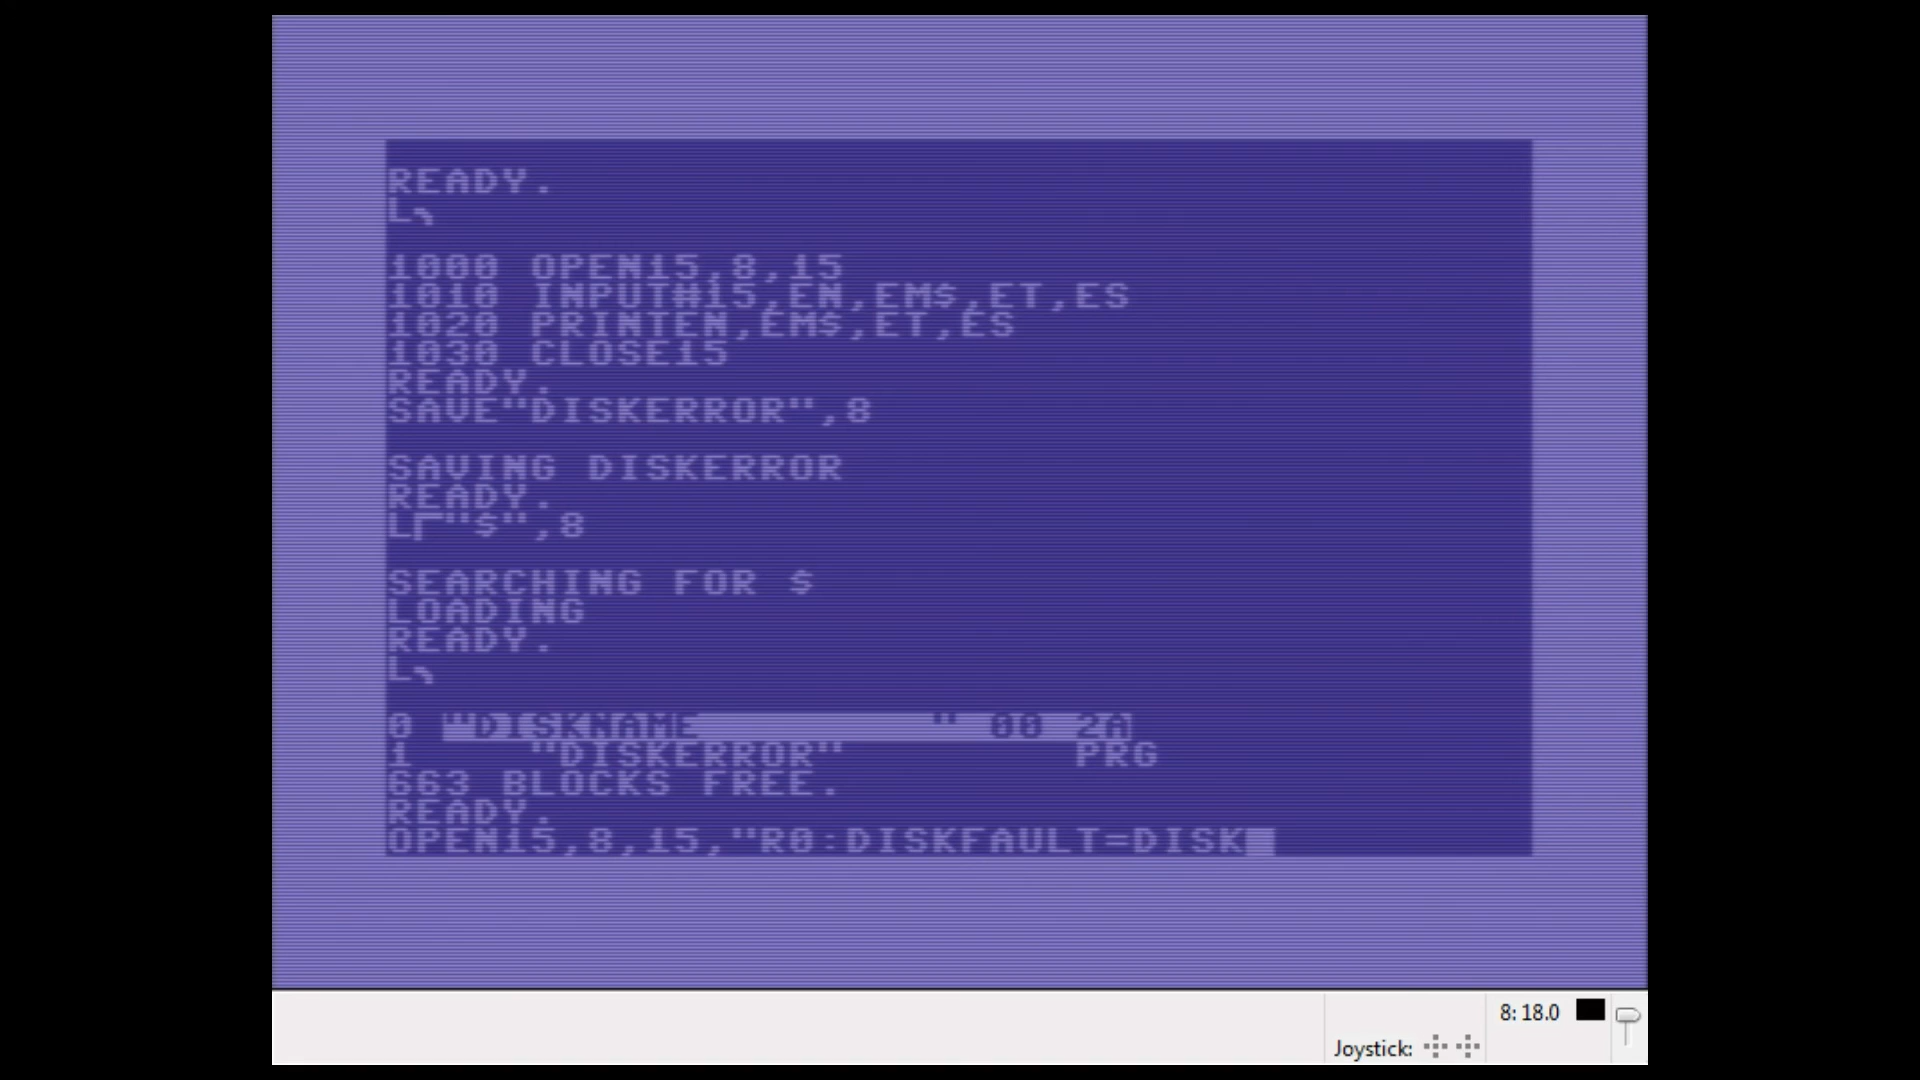 READY.
L
1000 OPEN15,8,15
1010 INPUT#15,EN,EM$,ET,ES
1020 PRINTEN,EM$,ET,ES
1030 CLOSE15
READY.
SAVE"DISKERROR",8
SAVING DISKERROR
READY.
L┌"$",8
SEARCHING FOR $
LOADING
READY.
L
0 "DISKNAME        " 00 2A
1    "DISKERROR"        PRG
663 BLOCKS FREE.
READY.
OPEN15,8,15,"R0:DISKFAULT=DISK
8: 18.0
Joystick: